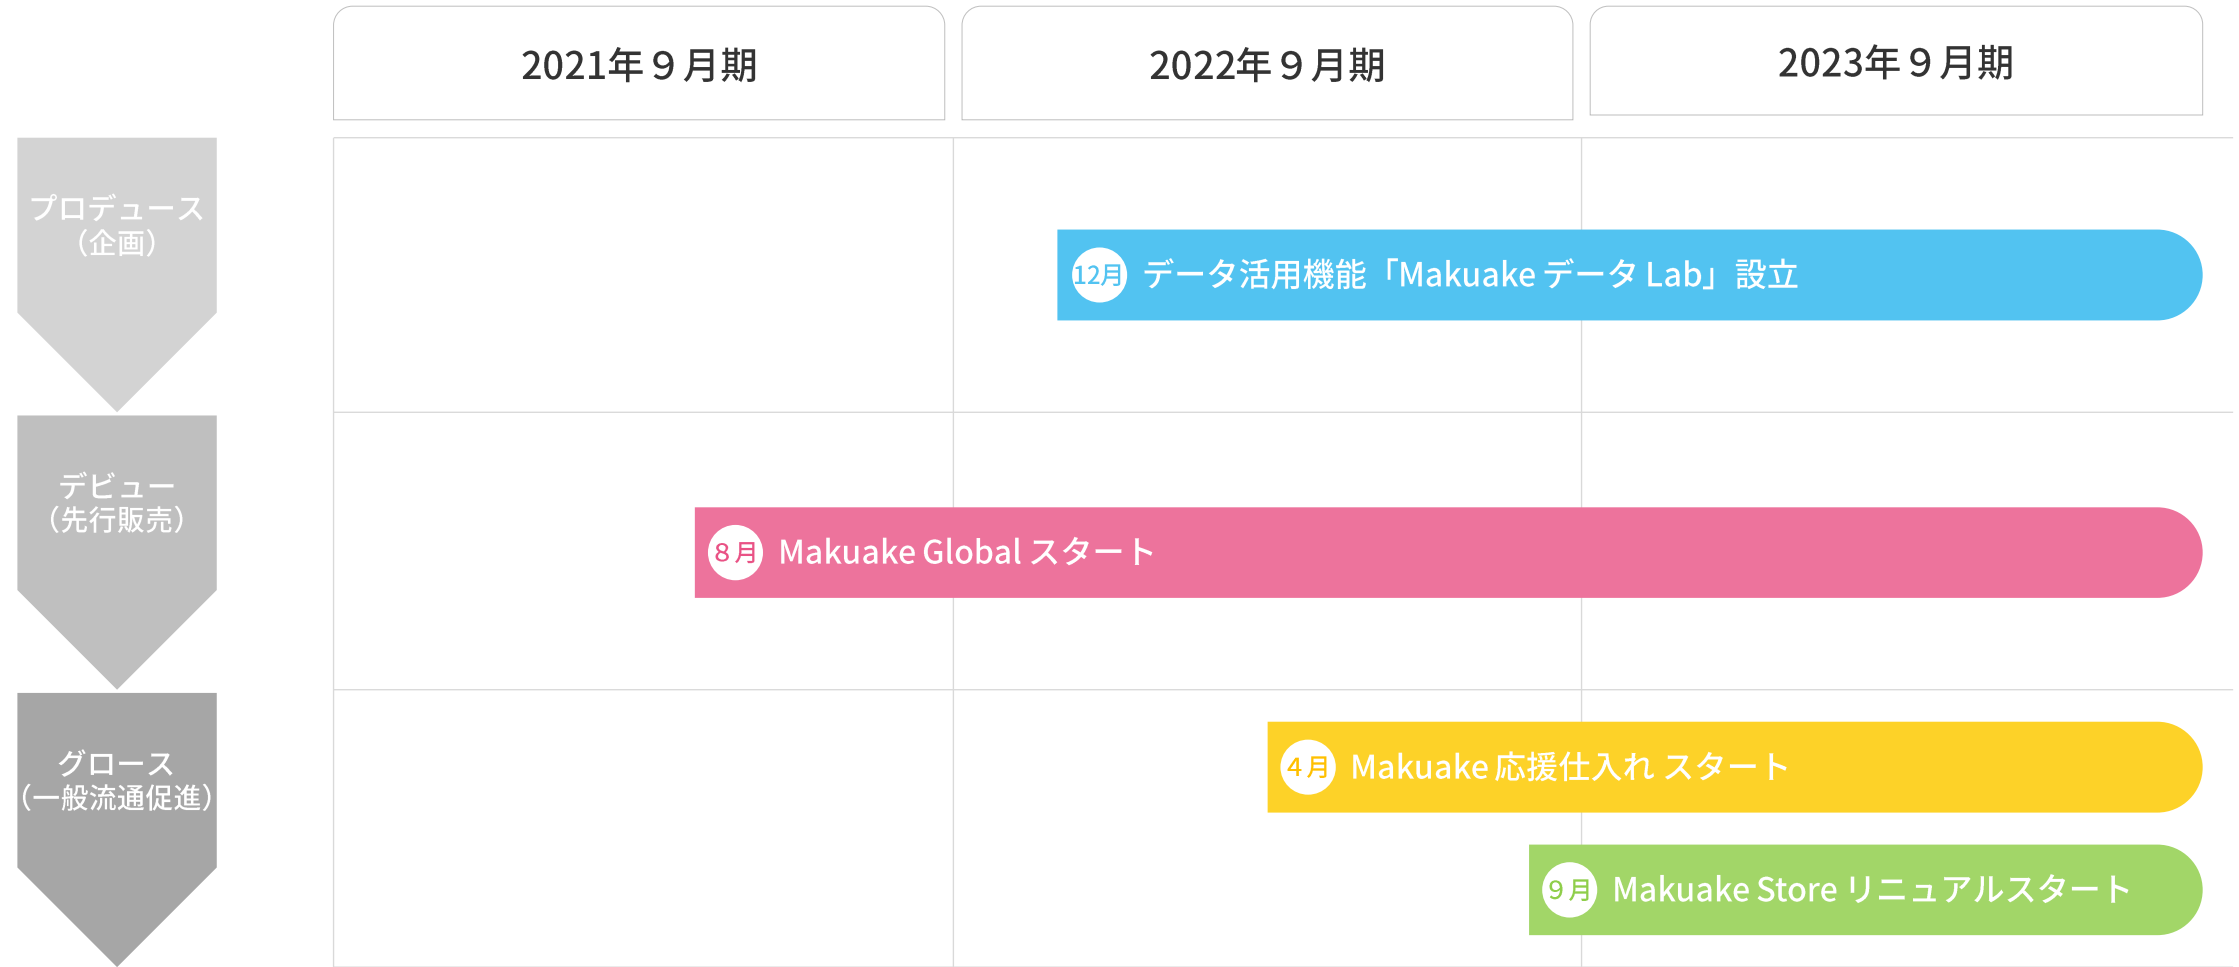 2021年９月期
2022年９月期
2023年９月期
プロデュース
（企画）
12月 データ活用機能「Makuake データ Lab」設立
デビュー
（先行販売）
８月 Makuake Global スタート
グロース
（一般流通促進）
４月 Makuake 応援仕入れ スタート
９月 Makuake Store リニュアルスタート